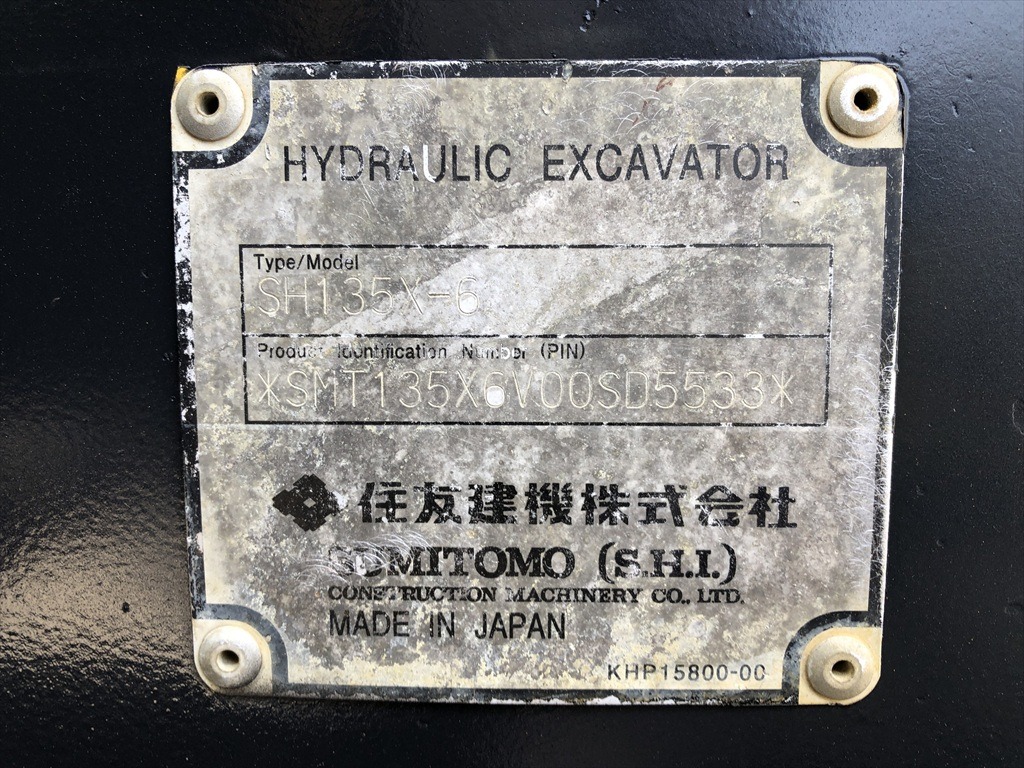 HYDRAULIC EXCAVATOR
Type/Model
SH135X-6
Product Identification Number (PIN)
*SMT135X6V00SD5533*
住友建機株式会社
SUMITOMO (S.H.I.)
CONSTRUCTION MACHINERY CO., LTD.
MADE IN JAPAN
KHP15800-00